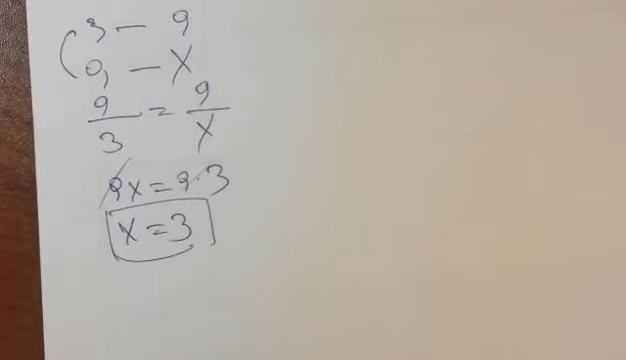 3 — 9
9 — X
9/3 = 9/X
9x = 9.3
x = 3